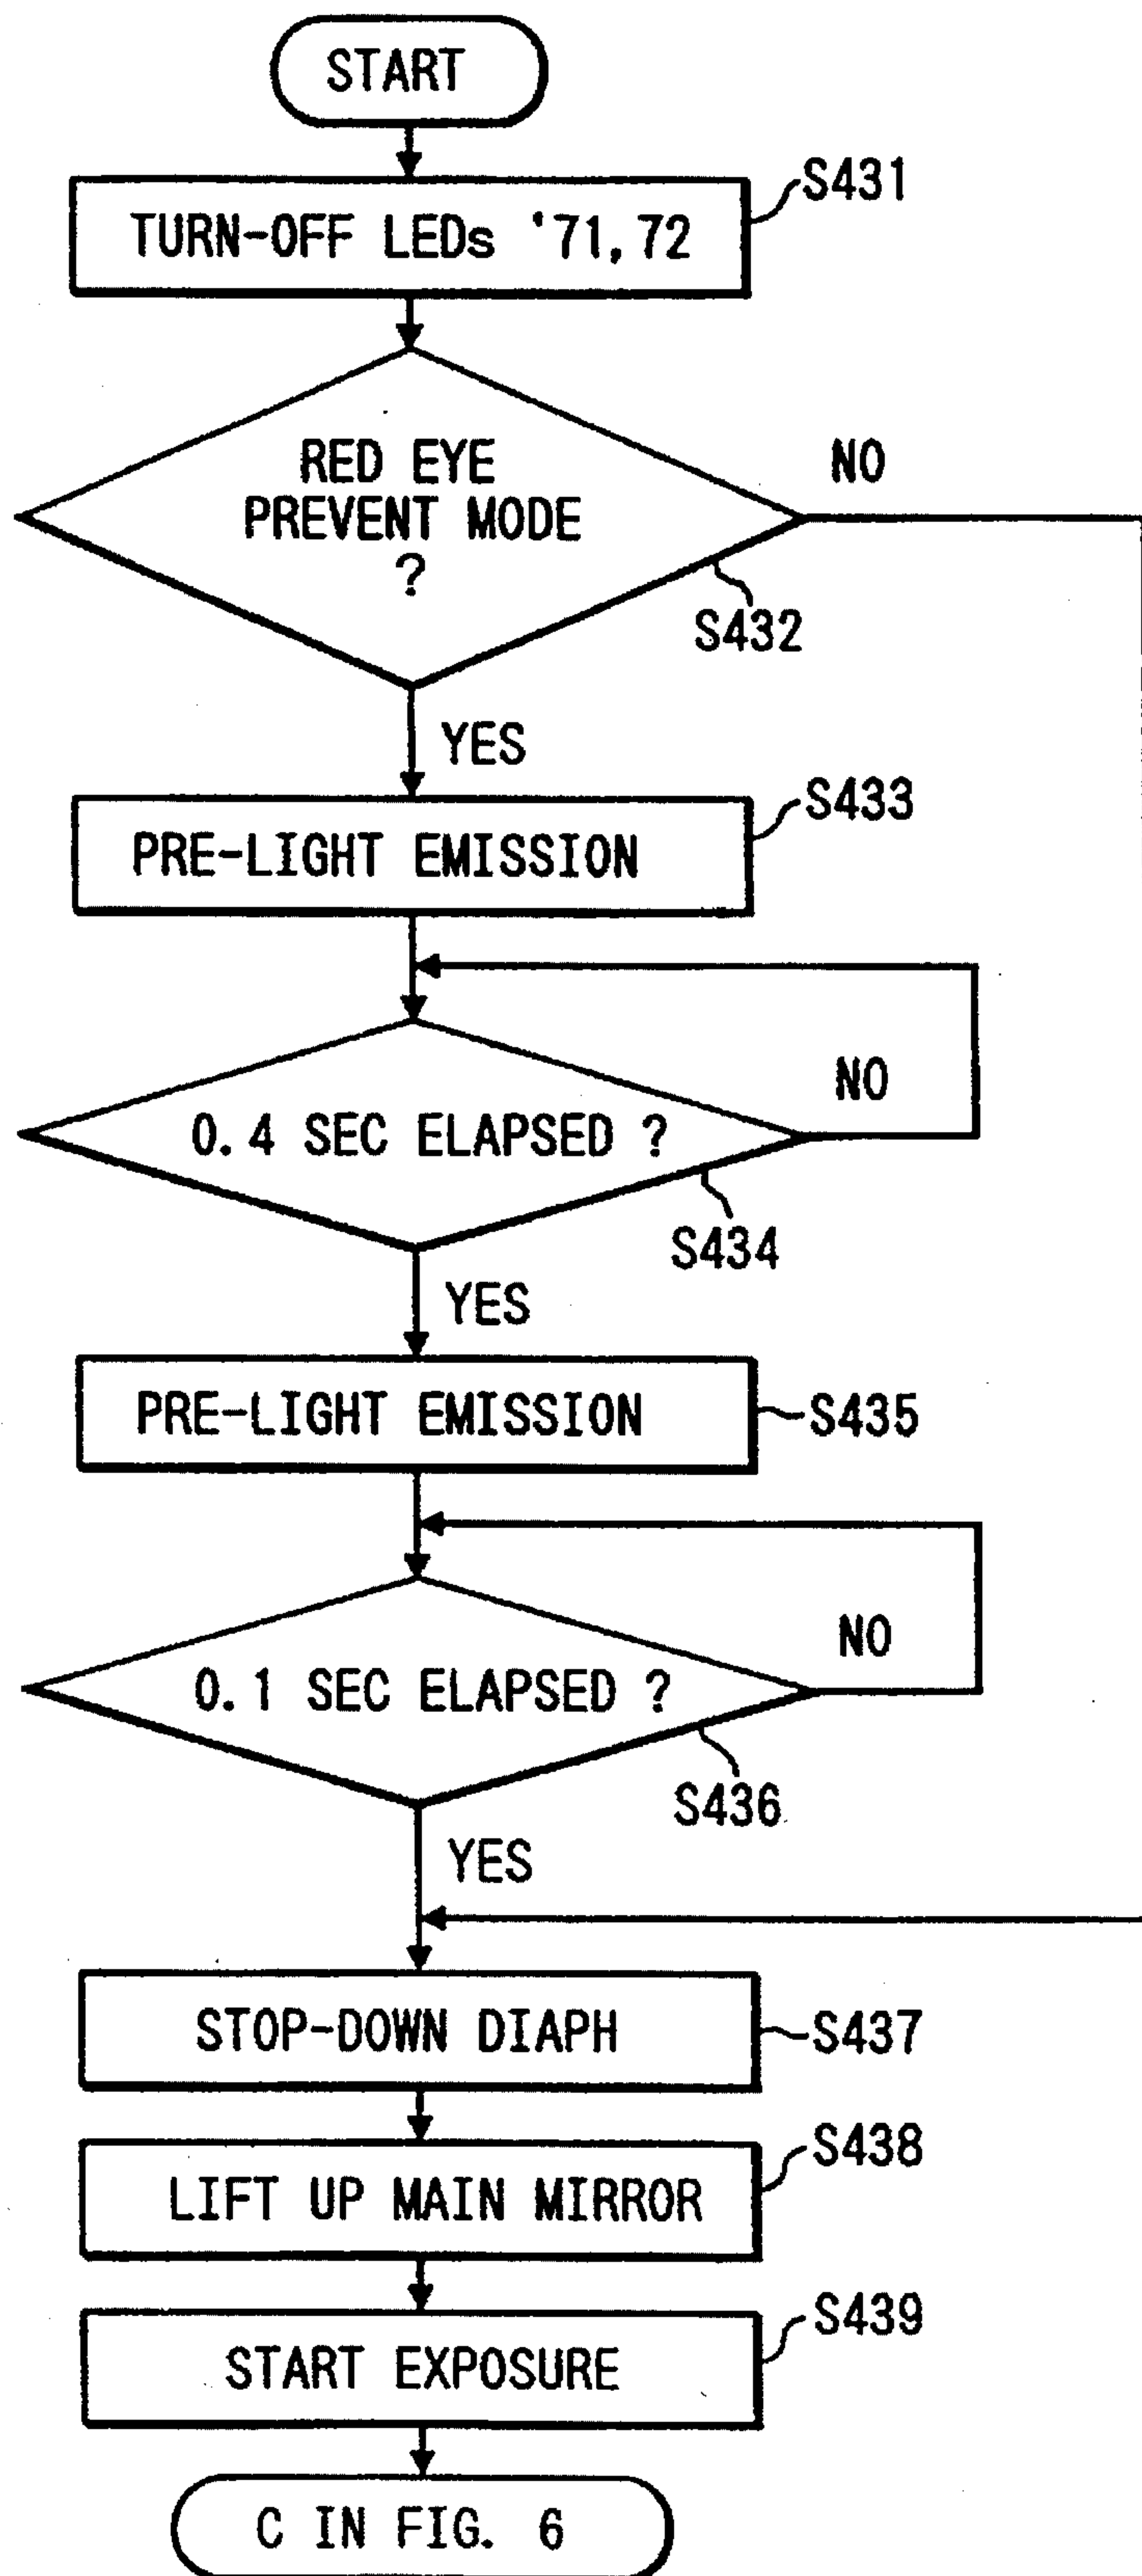 START
S431
TURN-OFF LEDs '71, 72
RED EYE
PREVENT MODE
?
NO
S432
YES
S433
PRE-LIGHT EMISSION
NO
0.4 SEC ELAPSED ?
S434
YES
PRE-LIGHT EMISSION
S435
NO
0.1 SEC ELAPSED ?
S436
YES
STOP-DOWN DIAPH
S437
S438
LIFT UP MAIN MIRROR
S439
START EXPOSURE
C IN FIG. 6